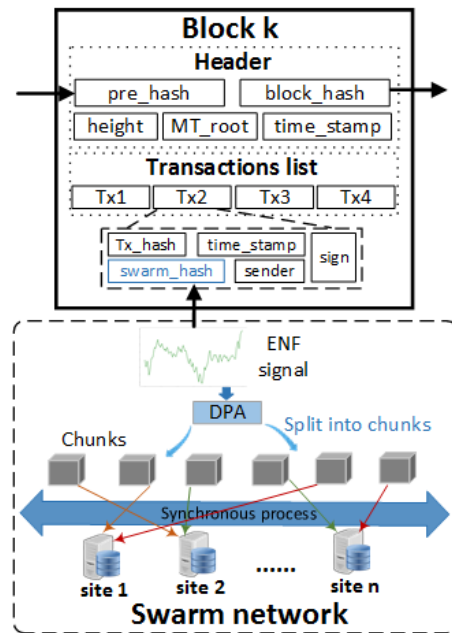 Block k
Header
pre_hash block_hash
height MT_root time_stamp
Transactions list
Tx1 Tx2 Tx3 Tx4
Tx_hash time_stamp sign
swarm_hash sender
ENF
signal
DPA
Chunks Split into chunks
Synchronous process
site 1 site 2 ...... site n
Swarm network